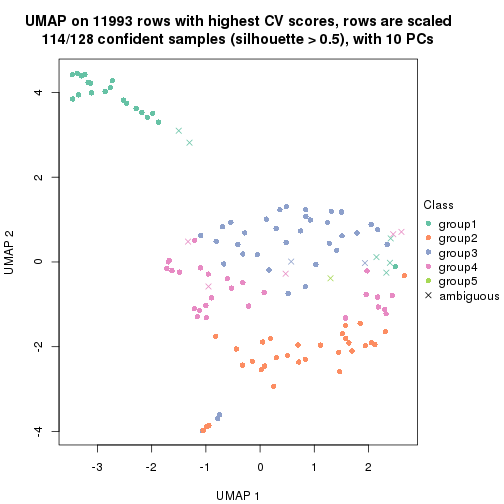 UMAP on 11993 rows with highest CV scores, rows are scaled
114/128 confident samples (silhouette > 0.5), with 10 PCs
UMAP 2
4
2
0
-2
-4
-3
-2
-1
0
1
2
UMAP 1
Class
group1
group2
group3
group4
group5
ambiguous